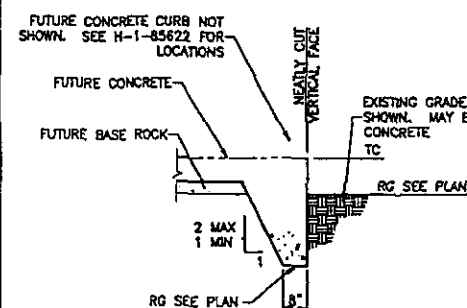 FUTURE CONCRETE CURB NOT
SHOWN. SEE H-1-85622 FOR
LOCATIONS
NEATLY CUT
VERTICAL FACE
FUTURE CONCRETE
EXISTING GRADE
SHOWN. MAY B
CONCRETE
FUTURE BASE ROCK
TC
RG SEE PLAN
2 MAX
1 MIN
1
RG SEE PLAN
8"